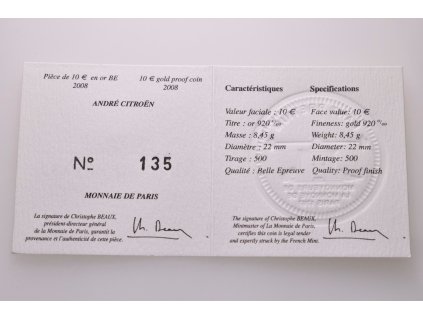 Pièce de 10 € en or BE
2008
10 € gold proof coin
2008
ANDRÉ CITROËN
Nº 135
MONNAIE DE PARIS
La signature de Christophe BEAUX,
président-directeur général
de la Monnaie de Paris, garantit la
provenance et l'authenticité de cette pièce.
Caractéristiques
Valeur faciale : 10 €
Titre : or 920 ‰
Masse : 8,45 g
Diamètre : 22 mm
Tirage : 500
Qualité : Belle Epreuve
Specifications
Face value: 10 €
Fineness: gold 920 ‰
Weight: 8,45 g
Diameter: 22 mm
Mintage: 500
Quality: Proof finish
The signature of Christophe BEAUX,
Mintmaster of La Monnaie de Paris,
certifies this coin is legal tender
and expertly struck by the French Mint.